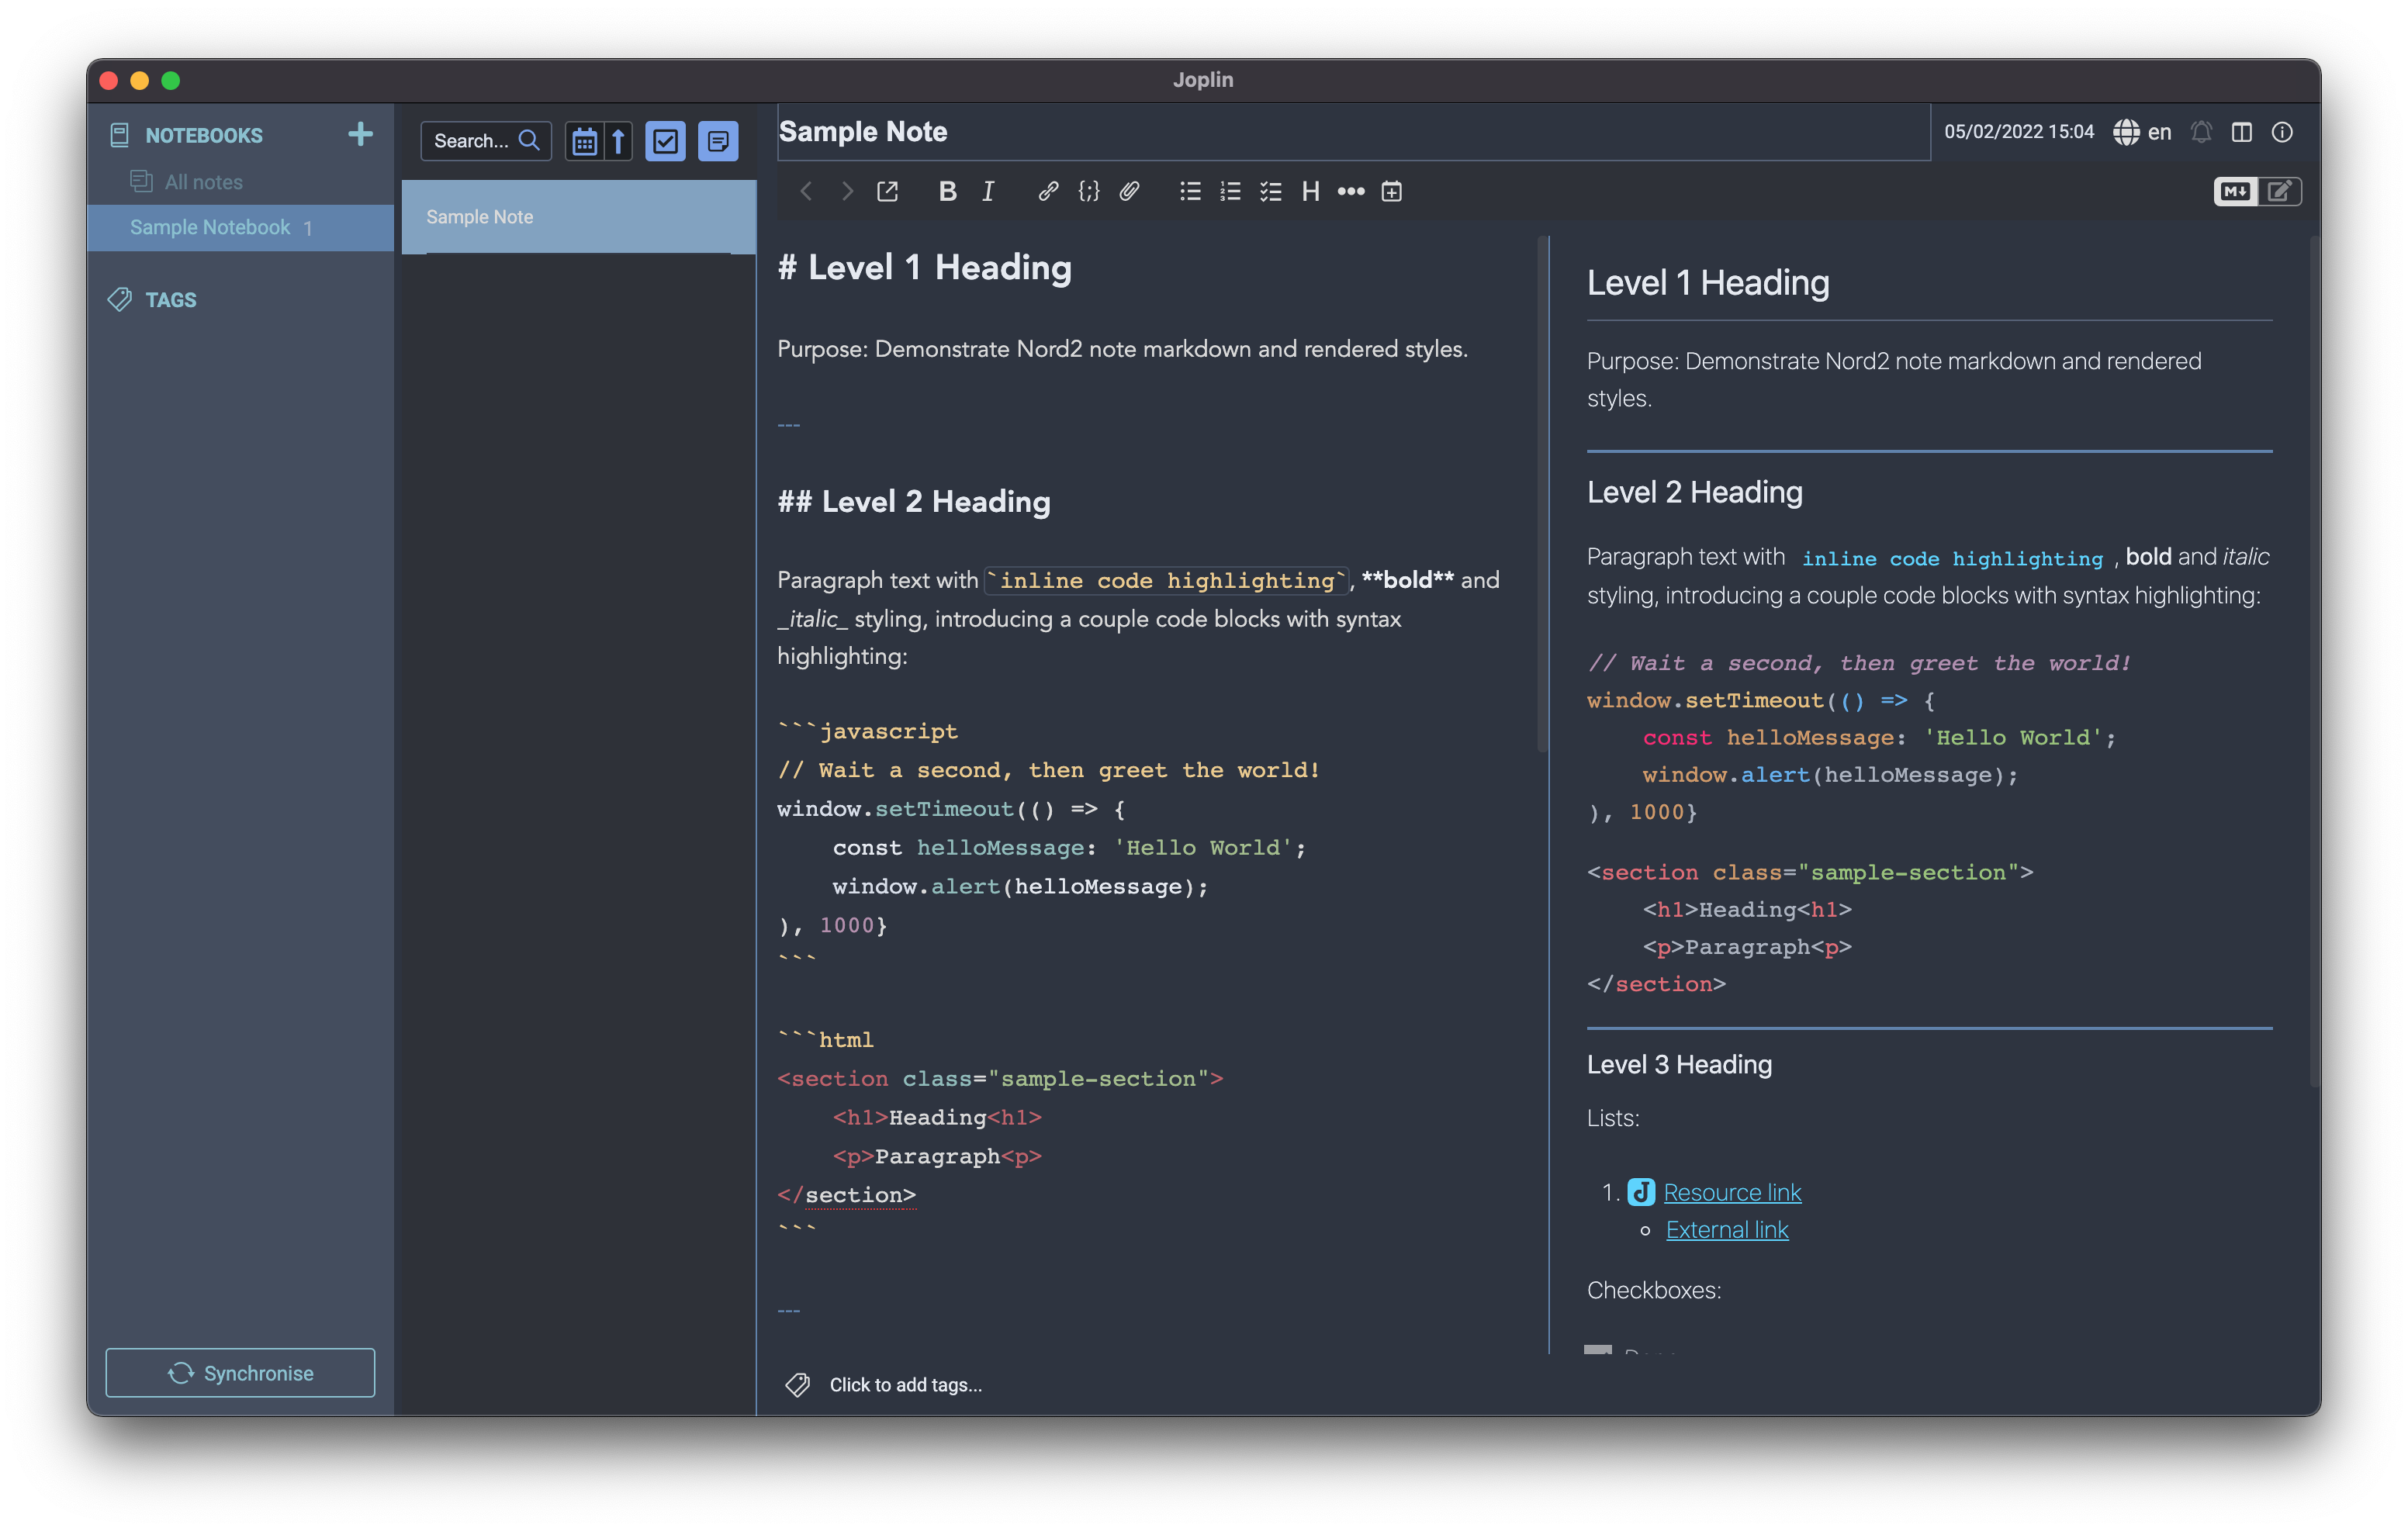 Joplin
NOTEBOOKS
All notes
Sample Notebook 1
TAGS
Synchronise
Search...
Sample Note
Sample Note
05/02/2022 15:04
en
B I
H
M
# Level 1 Heading
Purpose: Demonstrate Nord2 note markdown and rendered styles.
---
## Level 2 Heading
Paragraph text with `inline code highlighting`, **bold** and
_italic_ styling, introducing a couple code blocks with syntax
highlighting:
```javascript
// Wait a second, then greet the world!
window.setTimeout(() => {
    const helloMessage: 'Hello World';
    window.alert(helloMessage);
), 1000}
```
```html
<section class="sample-section">
    <h1>Heading<h1>
    <p>Paragraph<p>
</section>
```
---
Click to add tags...
Level 1 Heading
Purpose: Demonstrate Nord2 note markdown and rendered
styles.
Level 2 Heading
Paragraph text with inline code highlighting , bold and italic
styling, introducing a couple code blocks with syntax highlighting:
// Wait a second, then greet the world!
window.setTimeout(() => {
    const helloMessage: 'Hello World';
    window.alert(helloMessage);
), 1000}
<section class="sample-section">
    <h1>Heading<h1>
    <p>Paragraph<p>
</section>
Level 3 Heading
Lists:
1. Resource link
External link
Checkboxes: